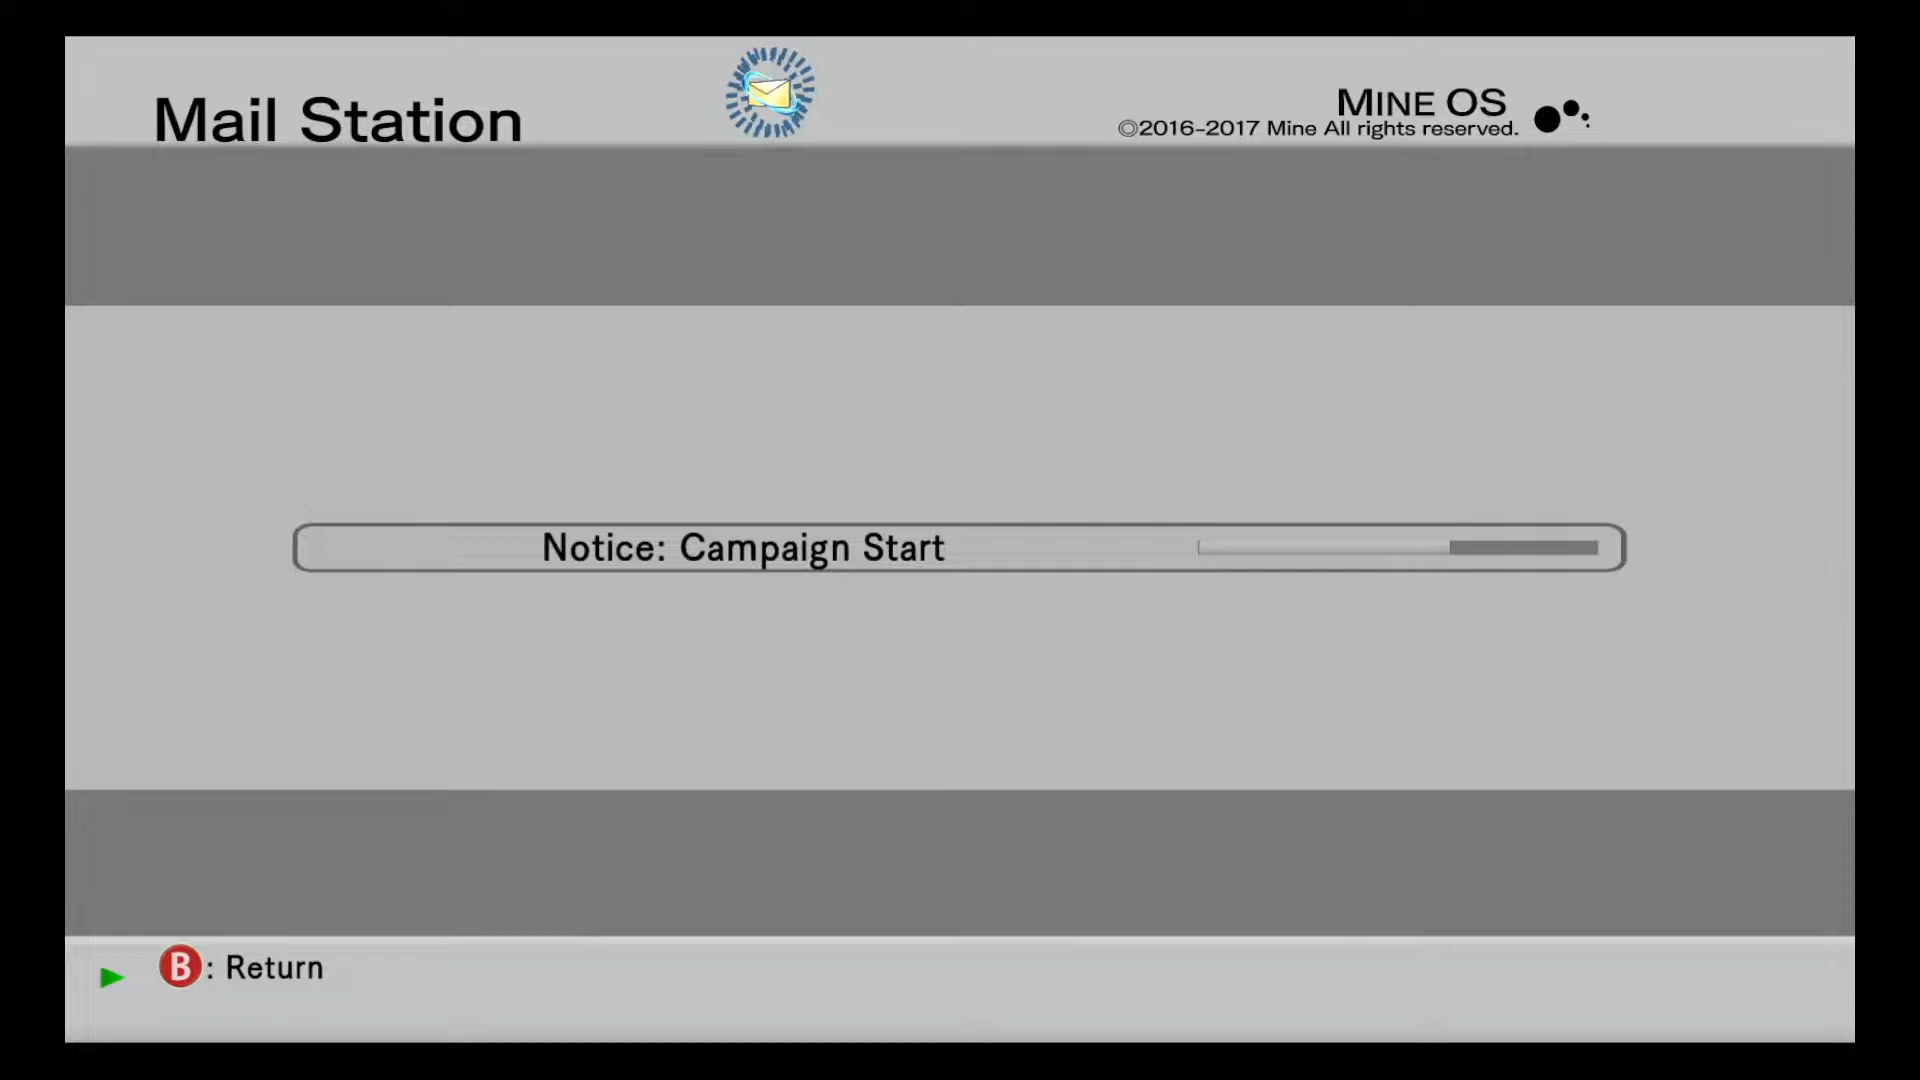 Mail Station
MINE OS
©2016-2017 Mine All rights reserved.
Notice: Campaign Start
B: Return